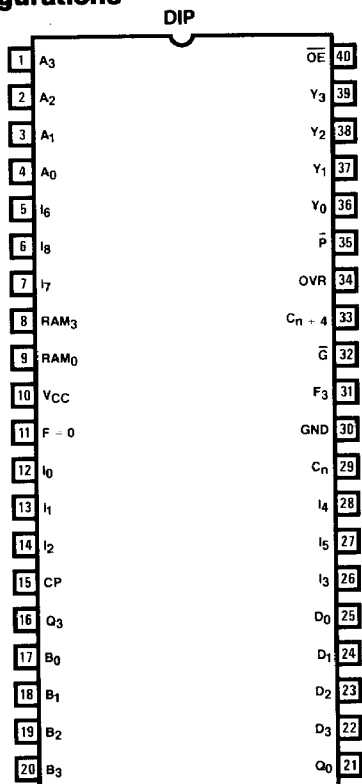 gurations
DIP
1 A3 OE 40
2 A2 Y3 39
3 A1 Y2 38
4 A0 Y1 37
5 I6 Y0 36
6 I8 P 35
7 I7 OVR 34
8 RAM3 Cn + 4 33
9 RAM0 G 32
10 VCC F3 31
11 F = 0 GND 30
12 I0 Cn 29
13 I1 I4 28
14 I2 I5 27
15 CP I3 26
16 Q3 D0 25
17 B0 D1 24
18 B1 D2 23
19 B2 D3 22
20 B3 Q0 21